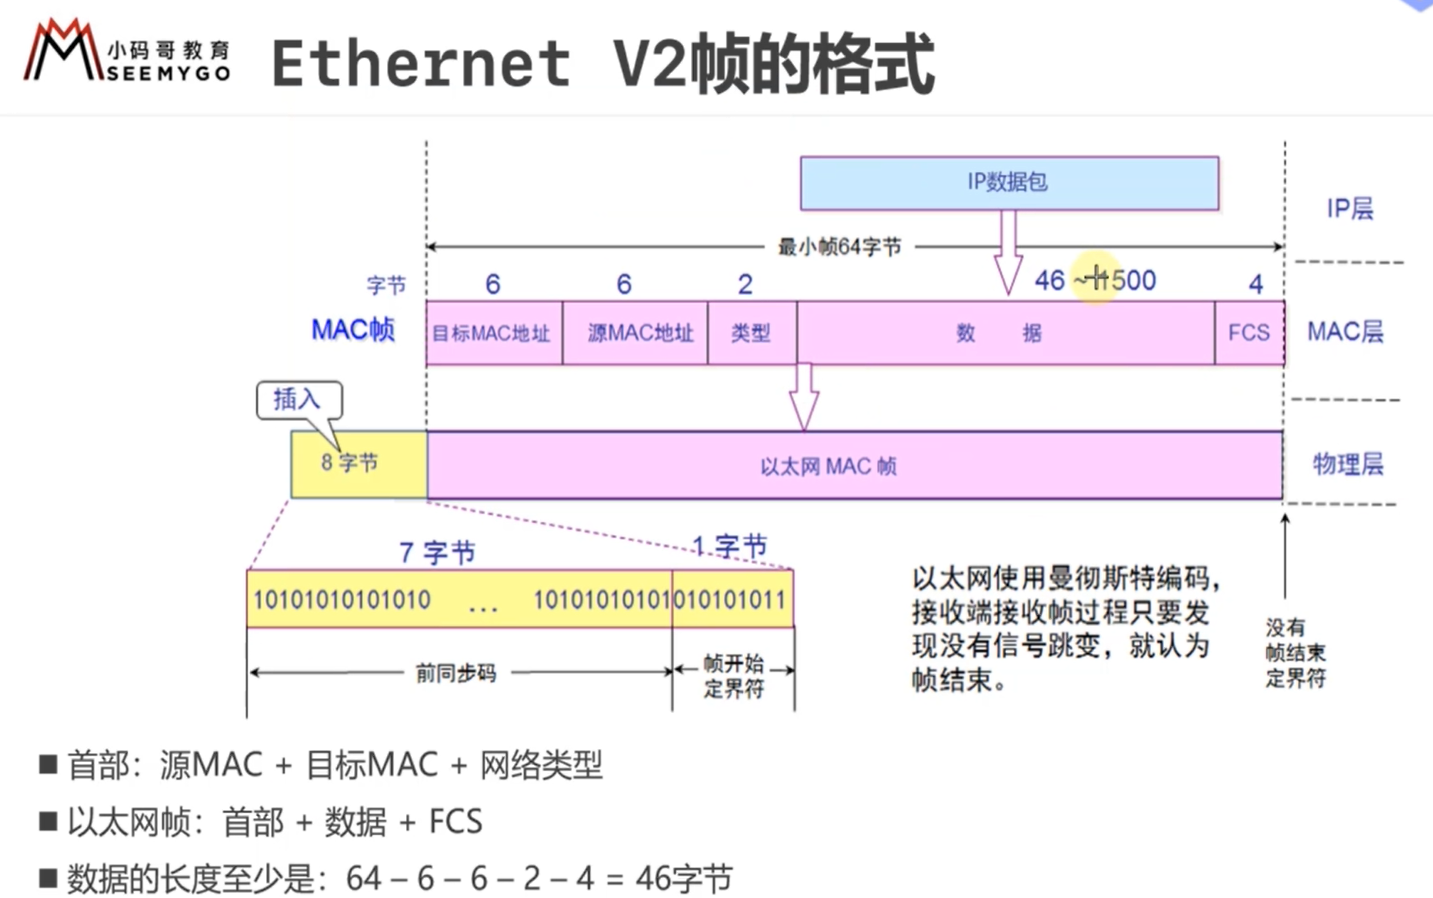 小码哥教育
SEEMYGO
Ethernet V2帧的格式
IP数据包
IP层
最小帧64字节
字节 6 6 2 46 ~ 1500 4
MAC帧 目标MAC地址 源MAC地址 类型 数 据 FCS MAC层
插入
8 字节 以太网 MAC 帧 物理层
7 字节 1 字节
10101010101010 ... 10101010101010101011
前同步码
帧开始
定界符
以太网使用曼彻斯特编码，
接收端接收帧过程只要发
现没有信号跳变，就认为
帧结束。
没有
帧结束
定界符
■ 首部：源MAC + 目标MAC + 网络类型
■ 以太网帧：首部 + 数据 + FCS
■ 数据的长度至少是：64 – 6 – 6 – 2 – 4 = 46字节